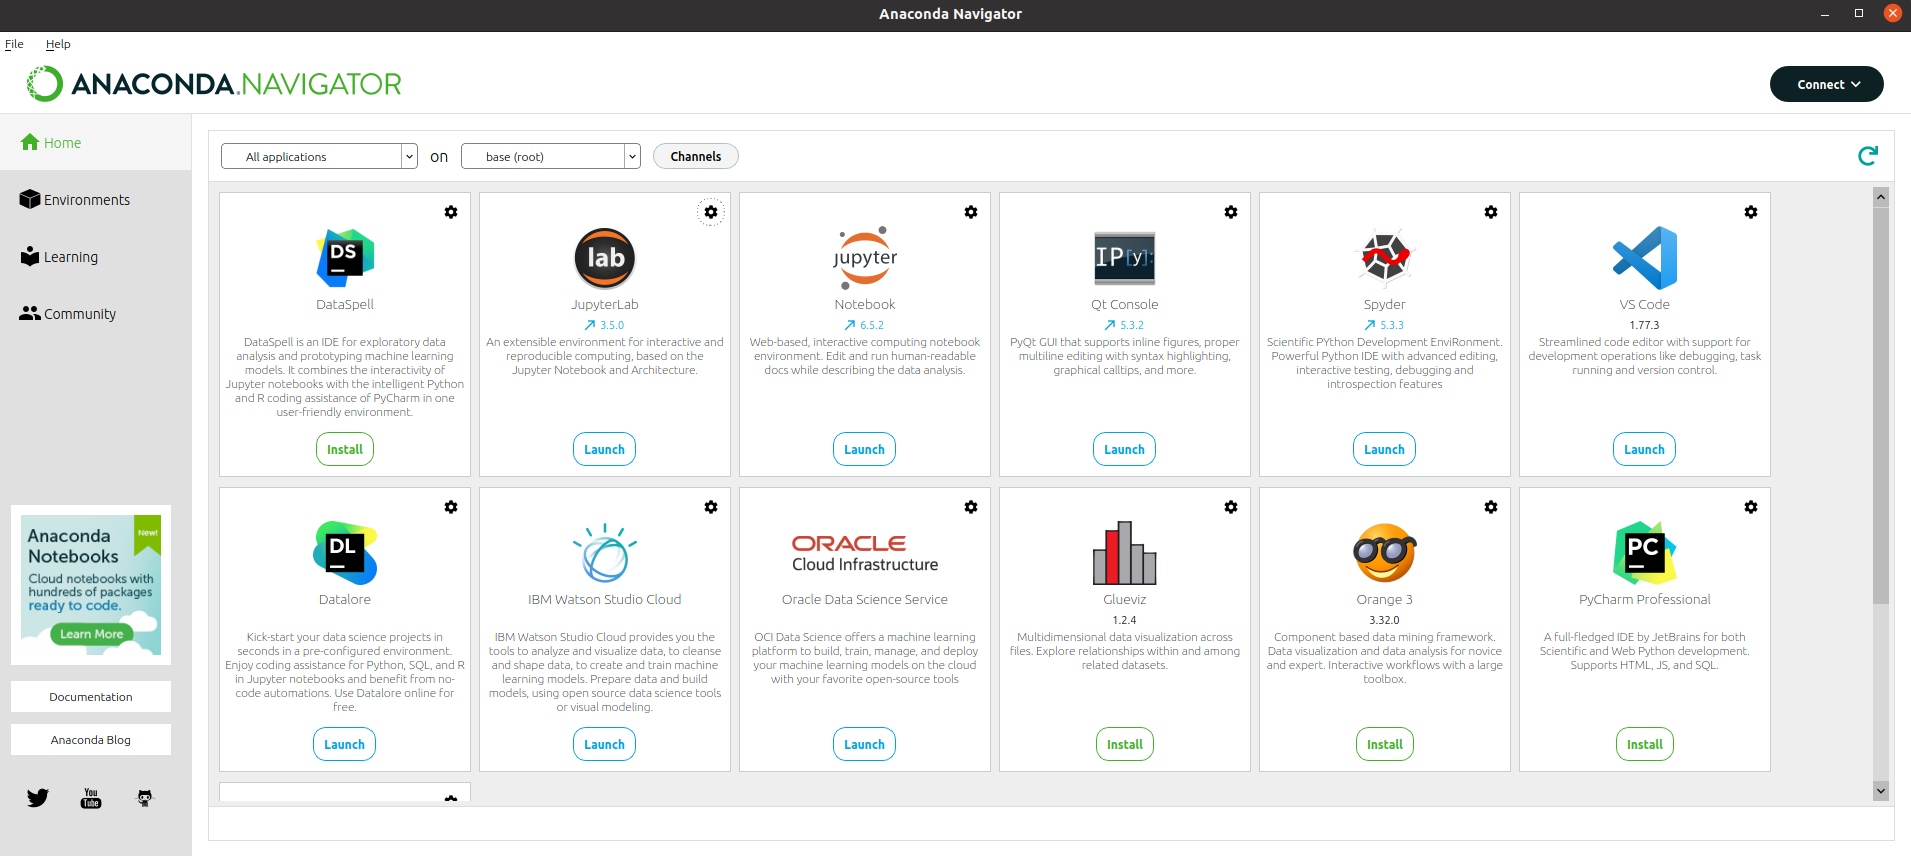 Anaconda Navigator
File Help
ANACONDA.NAVIGATOR
Connect
Home
Environments
Learning
Community
Anaconda
Notebooks
New!
Cloud notebooks with
hundreds of packages
ready to code.
Learn More
Documentation
Anaconda Blog
You
Tube
All applications on base (root) Channels
DS
DataSpell
DataSpell is an IDE for exploratory data
analysis and prototyping machine learning
models. It combines the interactivity of
Jupyter notebooks with the intelligent Python
and R coding assistance of PyCharm in one
user-friendly environment.
Install
lab
JupyterLab
3.5.0
An extensible environment for interactive and
reproducible computing, based on the
Jupyter Notebook and Architecture.
Launch
jupyter
Notebook
6.5.2
Web-based, interactive computing notebook
environment. Edit and run human-readable
docs while describing the data analysis.
Launch
IP[y]:
Qt Console
5.3.2
PyQt GUI that supports inline figures, proper
multiline editing with syntax highlighting,
graphical calltips, and more.
Launch
Spyder
5.3.3
Scientific PYthon Development EnviRonment.
Powerful Python IDE with advanced editing,
interactive testing, debugging and
introspection features
Launch
VS Code
1.77.3
Streamlined code editor with support for
development operations like debugging, task
running and version control.
Launch
DL
Datalore
Kick-start your data science projects in
seconds in a pre-configured environment.
Enjoy coding assistance for Python, SQL, and R
in Jupyter notebooks and benefit from no-
code automations. Use Datalore online for
free.
Launch
IBM Watson Studio Cloud
IBM Watson Studio Cloud provides you the
tools to analyze and visualize data, to cleanse
and shape data, to create and train machine
learning models. Prepare data and build
models, using open source data science tools
or visual modeling.
Launch
ORACLE
Cloud Infrastructure
Oracle Data Science Service
OCI Data Science offers a machine learning
platform to build, train, manage, and deploy
your machine learning models on the cloud
with your favorite open-source tools
Launch
Glueviz
1.2.4
Multidimensional data visualization across
files. Explore relationships within and among
related datasets.
Install
Orange 3
3.32.0
Component based data mining framework.
Data visualization and data analysis for novice
and expert. Interactive workflows with a large
toolbox.
Install
PC
PyCharm Professional
A full-fledged IDE by JetBrains for both
Scientific and Web Python development.
Supports HTML, JS, and SQL.
Install